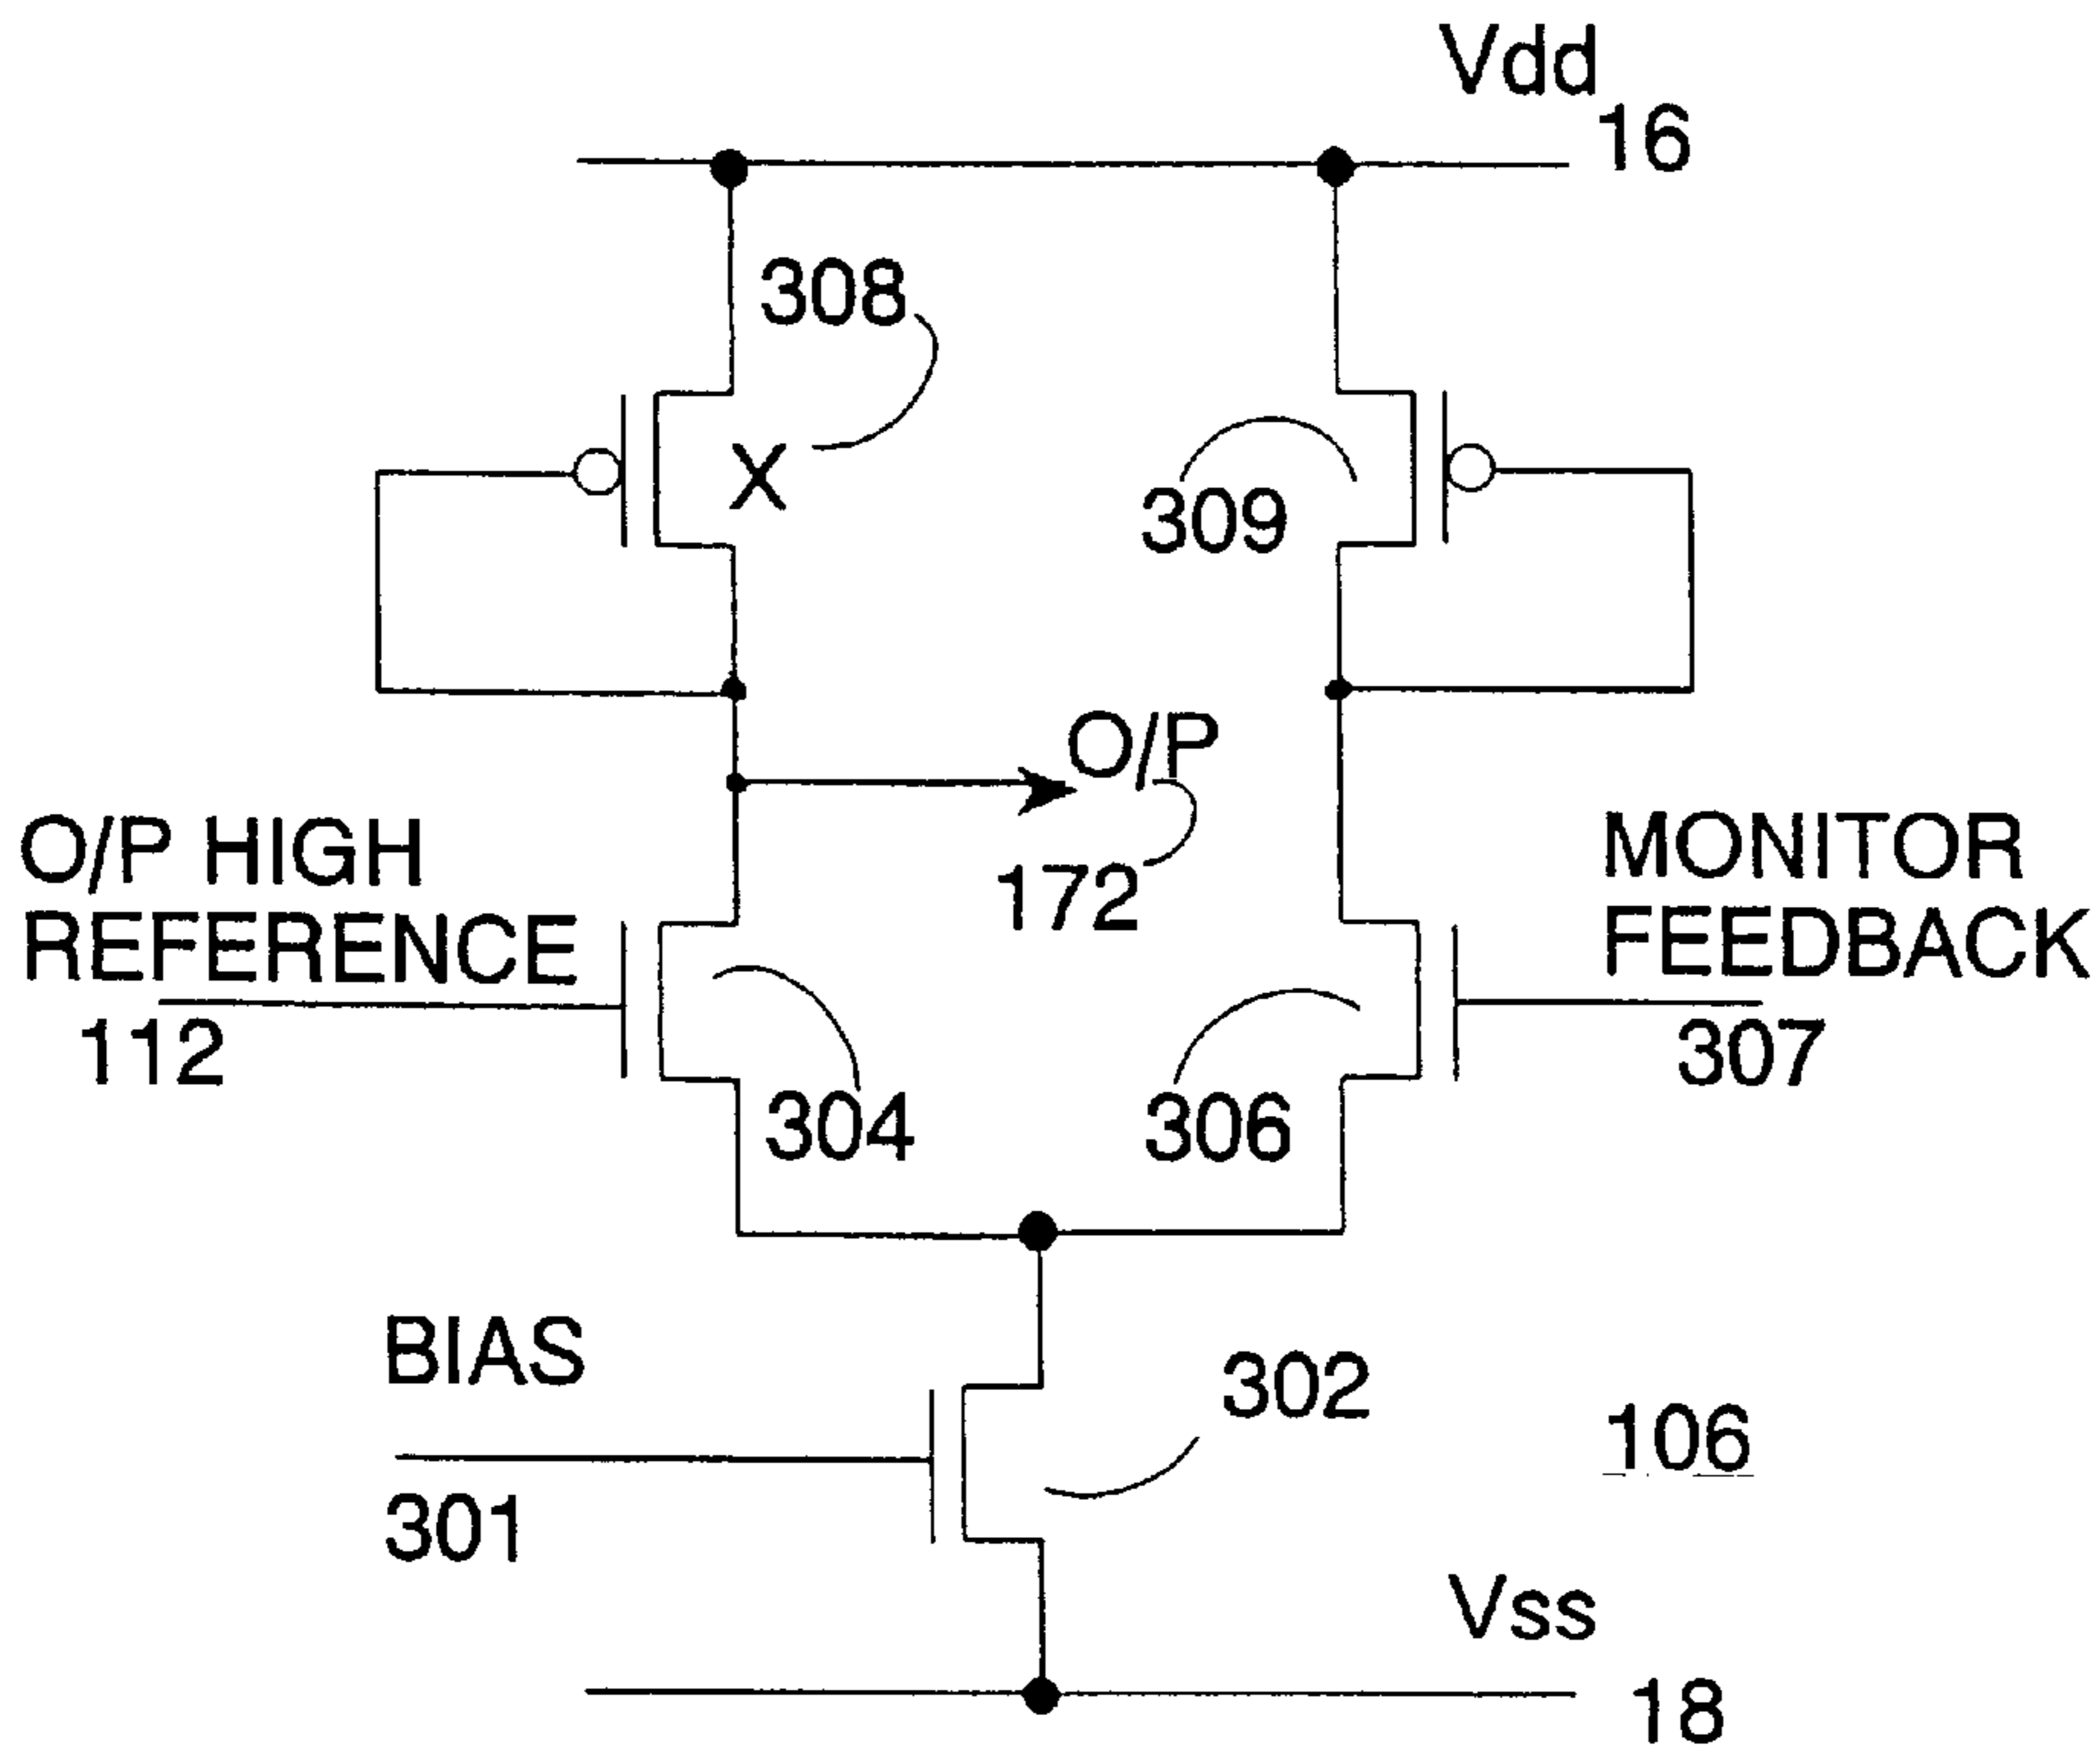 Vdd
16
308
X
309
O/P
172
O/P HIGH
REFERENCE
112
MONITOR
FEEDBACK
307
304
306
BIAS
301
302
106
Vss
18